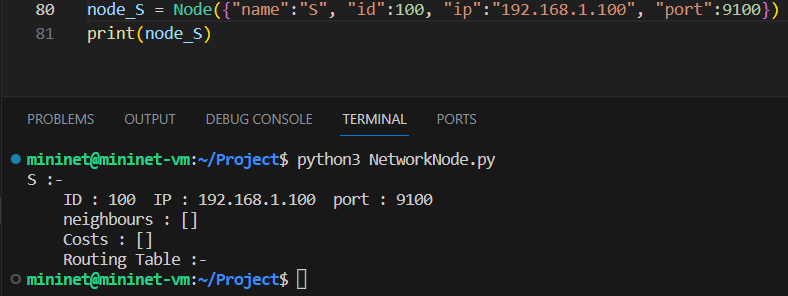 80 node_S = Node({"name":"S", "id":100, "ip":"192.168.1.100", "port":9100})
81 print(node_S)
PROBLEMS OUTPUT DEBUG CONSOLE TERMINAL PORTS
mininet@mininet-vm:~/Project$ python3 NetworkNode.py
S :-
    ID : 100  IP : 192.168.1.100  port : 9100
    neighbours : []
    Costs : []
    Routing Table :-
mininet@mininet-vm:~/Project$